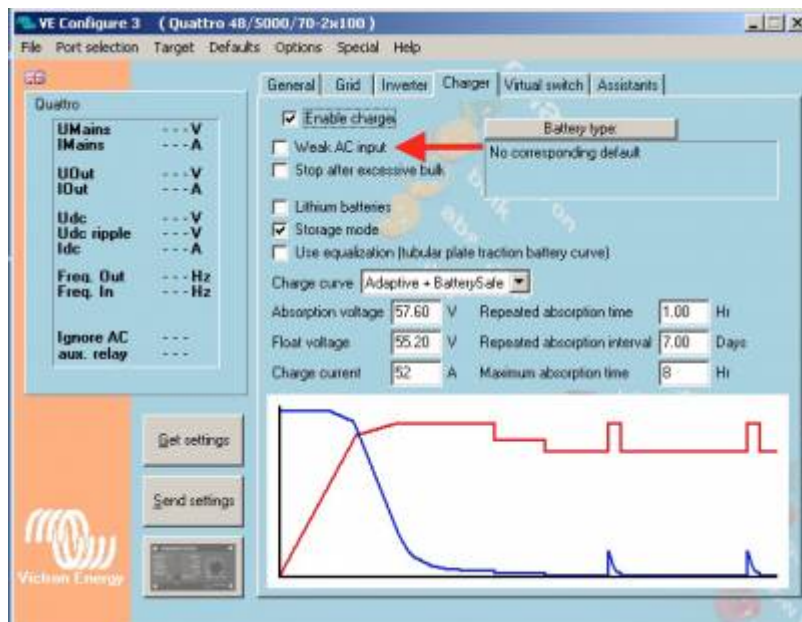 VE Configure 3 ( Quattro 48/5000/70-2x100 )
File Port selection Target Defaults Options Special Help
General Grid Inverter Charger Virtual switch Assistants
Quattro
UMains ---V
IMains ---A
UOut ---V
IOut ---A
Udc ---V
Udc ripple ---V
Idc ---A
Freq. Out ---Hz
Freq. In ---Hz
Ignore AC ---
aux. relay ---
Enable charger
Weak AC input
Stop after excessive bulk
Battery type:
No corresponding default
Lithium batteries
Storage mode
Use equalization (tubular plate traction battery curve)
Charge curve Adaptive + BatterySafe
Absorption voltage 57.60 V Repeated absorption time 1.00 Hr
Float voltage 55.20 V Repeated absorption interval 7.00 Days
Charge current 52 A Maximum absorption time 8 Hr
Get settings
Send settings
Victron Energy